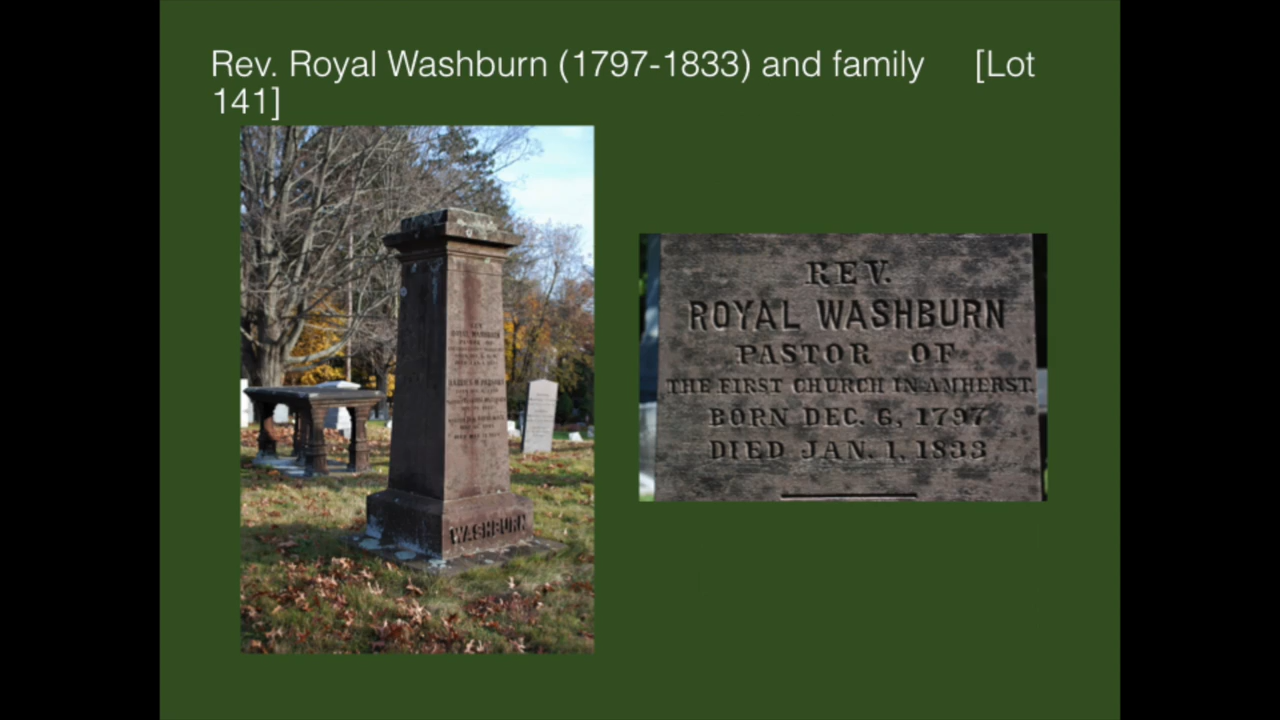 Rev. Royal Washburn (1797-1833) and family [Lot
141]
WASHBURN
REV.
ROYAL WASHBURN
PASTOR OF
THE FIRST CHURCH IN AMHERST.
BORN DEC. 6, 1797
DIED JAN. 1, 1833